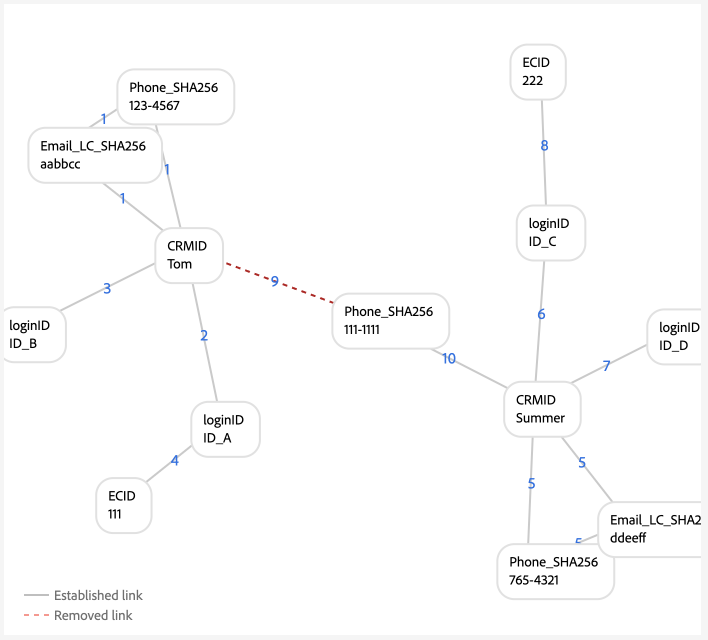 ECID
222
Phone_SHA256
123-4567
1
Email_LC_SHA256
aabbcc
8
1
1
loginID
ID_C
CRMID
Tom
9
3
Phone_SHA256
111-1111
6
loginID
ID_B
2
loginID
ID_D
10
7
CRMID
Summer
loginID
ID_A
4
5
5
ECID
111
Email_LC_SHA2
ddeeff
5
Phone_SHA256
765-4321
Established link
Removed link